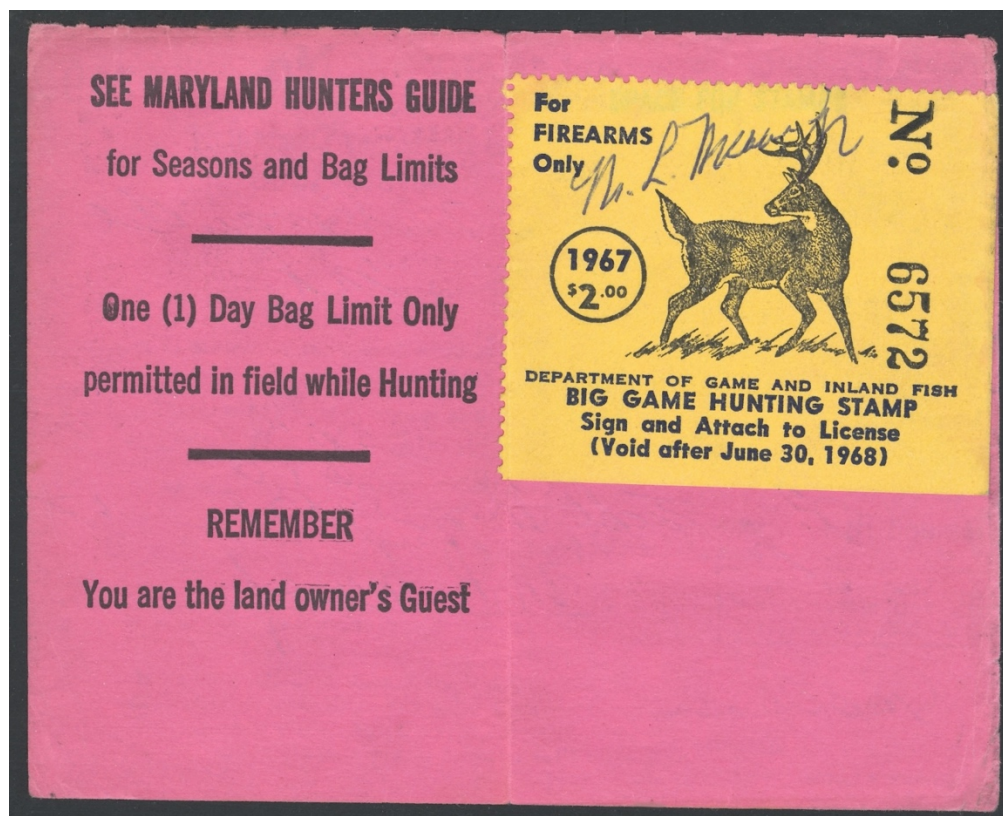 SEE MARYLAND HUNTERS GUIDE
for Seasons and Bag Limits
One (1) Day Bag Limit Only
permitted in field while Hunting
REMEMBER
You are the land owner's Guest
For
FIREARMS
Only
1967
$2.00
No. 6572
DEPARTMENT OF GAME AND INLAND FISH
BIG GAME HUNTING STAMP
Sign and Attach to License
(Void after June 30, 1968)